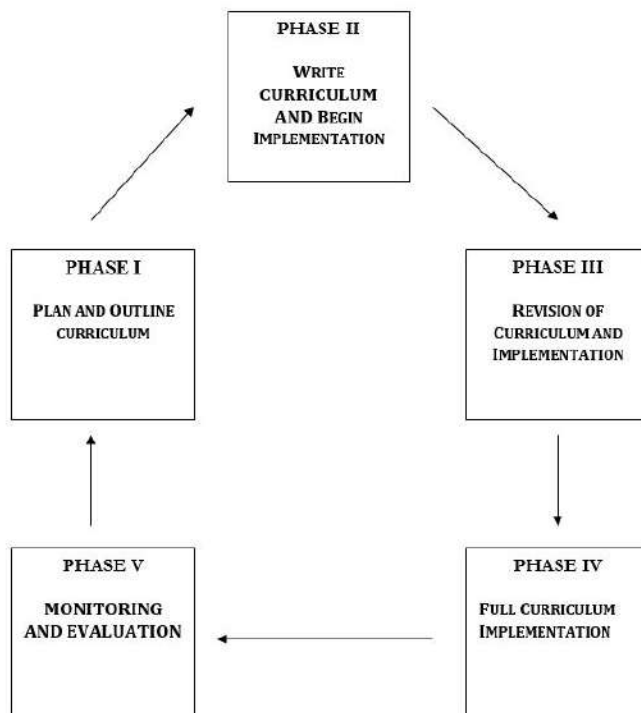 PHASE II
WRITE
CURRICULUM
AND BEGIN
IMPLEMENTATION
PHASE I
PLAN AND OUTLINE
CURRICULUM
PHASE III
REVISION OF
CURRICULUM AND
IMPLEMENTATION
PHASE V
MONITORING
AND EVALUATION
PHASE IV
FULL CURRICULUM
IMPLEMENTATION